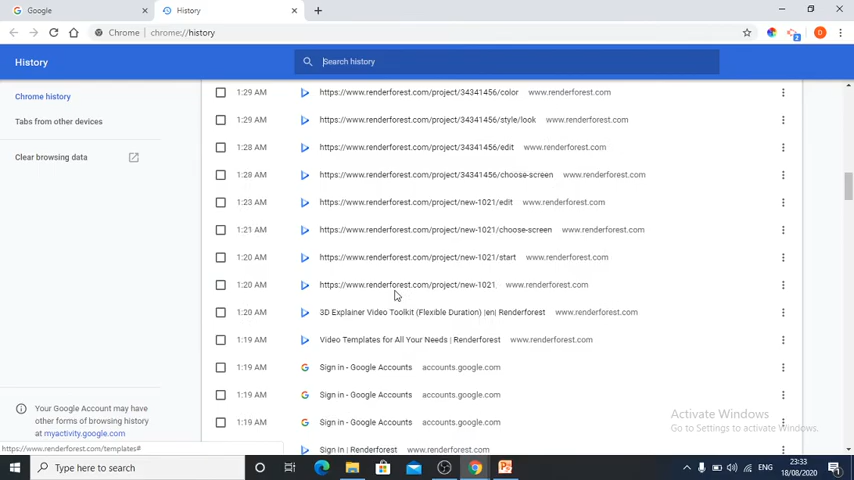 Google
History
Chrome | chrome://history
2
D
History
Search history
Chrome history
Tabs from other devices
Clear browsing data
1:29 AM https://www.renderforest.com/project/34341456/color www.renderforest.com
1:29 AM https://www.renderforest.com/project/34341456/style/look www.renderforest.com
1:28 AM https://www.renderforest.com/project/34341456/edit www.renderforest.com
1:28 AM https://www.renderforest.com/project/34341456/choose-screen www.renderforest.com
1:23 AM https://www.renderforest.com/project/new-1021/edit www.renderforest.com
1:21 AM https://www.renderforest.com/project/new-1021/choose-screen www.renderforest.com
1:20 AM https://www.renderforest.com/project/new-1021/start www.renderforest.com
1:20 AM https://www.renderforest.com/project/new-1021 www.renderforest.com
1:20 AM 3D Explainer Video Toolkit (Flexible Duration) |en| Renderforest www.renderforest.com
1:19 AM Video Templates for All Your Needs | Renderforest www.renderforest.com
1:19 AM Sign in - Google Accounts accounts.google.com
1:19 AM Sign in - Google Accounts accounts.google.com
1:19 AM Sign in - Google Accounts accounts.google.com
Sign in | Renderforest www.renderforest.com
Your Google Account may have
other forms of browsing history
at myactivity.google.com
https://www.renderforest.com/templates#
Activate Windows
Go to Settings to activate Windows.
Type here to search
ENG
23:33
18/08/2020